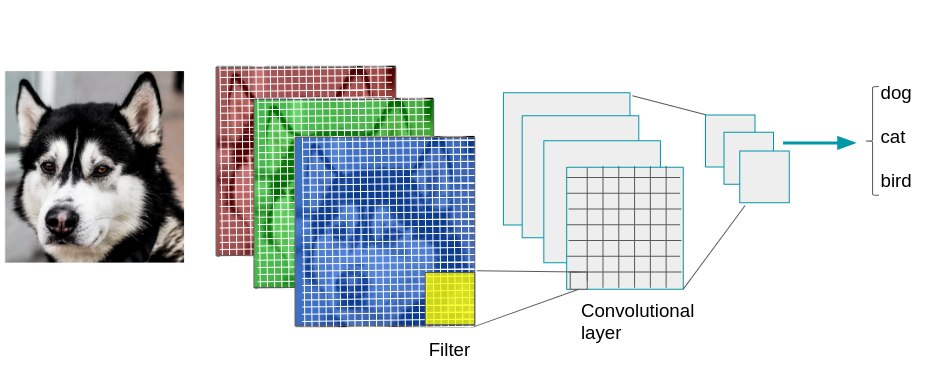 dog
cat
bird
Convolutional
layer
Filter